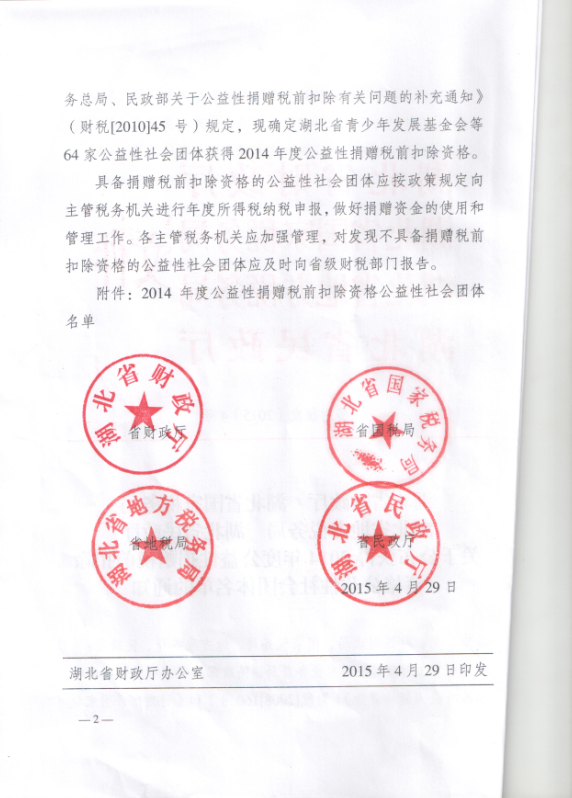 务总局、民政部关于公益性捐赠税前扣除有关问题的补充通知》
（财税[2010]45 号）规定，现确定湖北省青少年发展基金会等
64 家公益性社会团体获得 2014 年度公益性捐赠税前扣除资格。
具备捐赠税前扣除资格的公益性社会团体应按政策规定向
主管税务机关进行年度所得税纳税申报，做好捐赠资金的使用和
管理工作。各主管税务机关应加强管理，对发现不具备捐赠税前
扣除资格的公益性社会团体应及时向省级财税部门报告。
附件：2014 年度公益性捐赠税前扣除资格公益性社会团体
名单
湖北省财政厅
省财政厅
湖北省国家税务局
省国税局
湖北省地方税务局
省地税局
湖北省民政厅
省民政厅
2015 年 4 月 29 日
湖北省财政厅办公室
2015 年 4 月 29 日印发
—2—